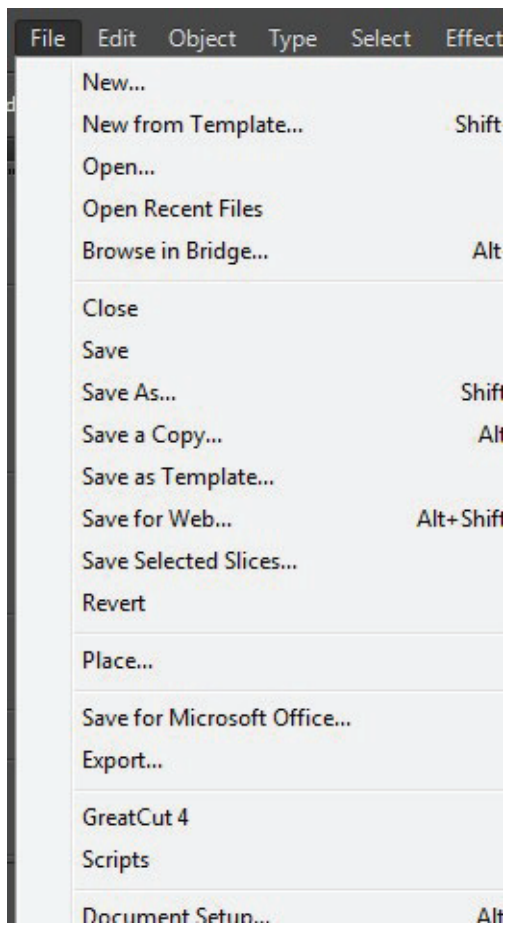 File Edit Object Type Select Effect
New...
New from Template... Shift
Open...
Open Recent Files
Browse in Bridge... Alt
Close
Save
Save As... Shift
Save a Copy... Alt
Save as Template...
Save for Web... Alt+Shift
Save Selected Slices...
Revert
Place...
Save for Microsoft Office...
Export...
GreatCut 4
Scripts
Document Setup... Alt